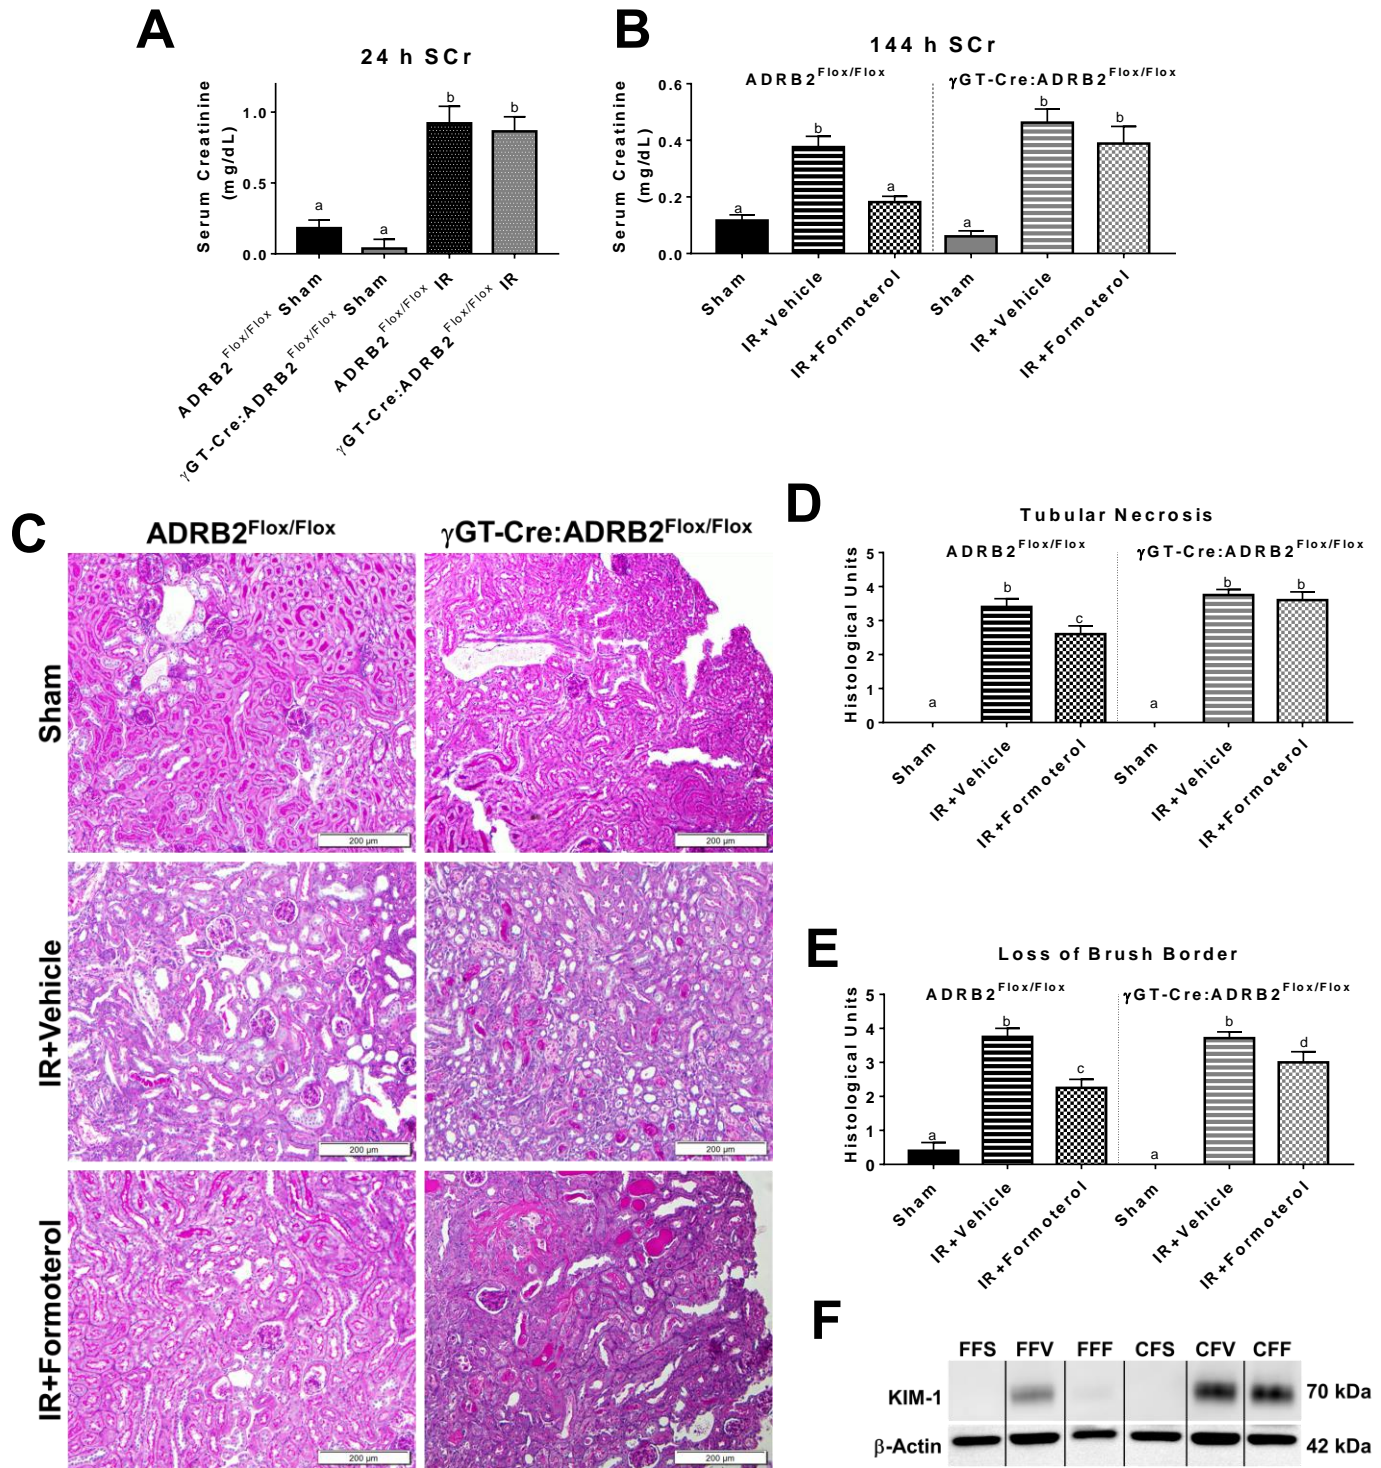 A
24 h SCr
Serum Creatinine
(mg/dL)
1.0
0.5
0.0
a
a
b
b
ADRB2Flox/Flox Sham
γGT-Cre:ADRB2Flox/Flox Sham
ADRB2Flox/Flox IR
γGT-Cre:ADRB2Flox/Flox IR
B
144 h SCr
ADRB2Flox/Flox
γGT-Cre:ADRB2Flox/Flox
Serum Creatinine
(mg/dL)
0.6
0.4
0.2
0.0
a
b
a
a
b
b
Sham
IR+Vehicle
IR+Formoterol
Sham
IR+Vehicle
IR+Formoterol
C
ADRB2Flox/Flox
γGT-Cre:ADRB2Flox/Flox
Sham
200 µm
200 µm
IR+Vehicle
200 µm
200 µm
IR+Formoterol
200 µm
200 µm
D
Tubular Necrosis
ADRB2Flox/Flox
γGT-Cre:ADRB2Flox/Flox
Histological Units
5
4
3
2
1
0
a
b
c
a
b
b
Sham
IR+Vehicle
IR+Formoterol
Sham
IR+Vehicle
IR+Formoterol
E
Loss of Brush Border
ADRB2Flox/Flox
γGT-Cre:ADRB2Flox/Flox
Histological Units
5
4
3
2
1
0
a
b
c
a
b
d
Sham
IR+Vehicle
IR+Formoterol
Sham
IR+Vehicle
IR+Formoterol
F
FFS FFV FFF CFS CFV CFF
KIM-1 70 kDa
β-Actin 42 kDa